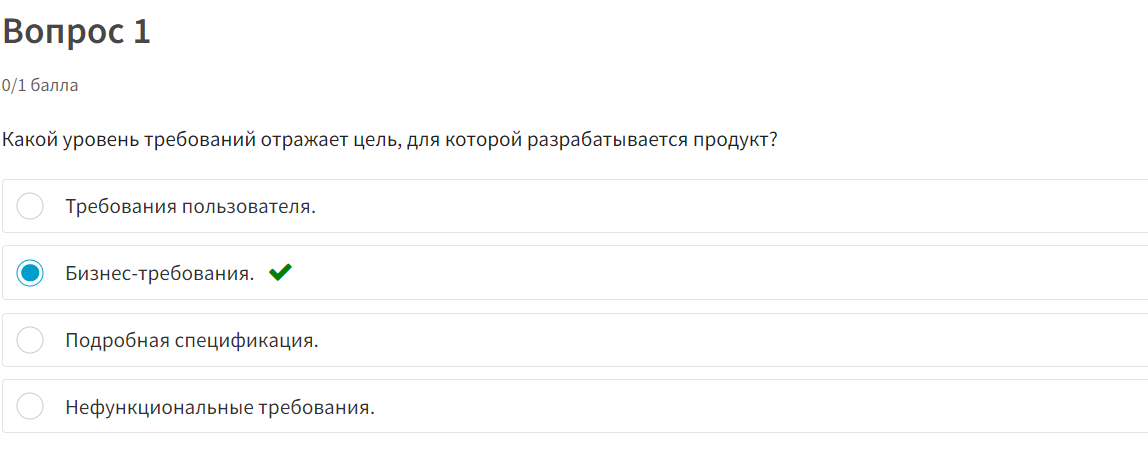 Вопрос 1
0/1 балла
Какой уровень требований отражает цель, для которой разрабатывается продукт?
Требования пользователя.
Бизнес-требования.
Подробная спецификация.
Нефункциональные требования.